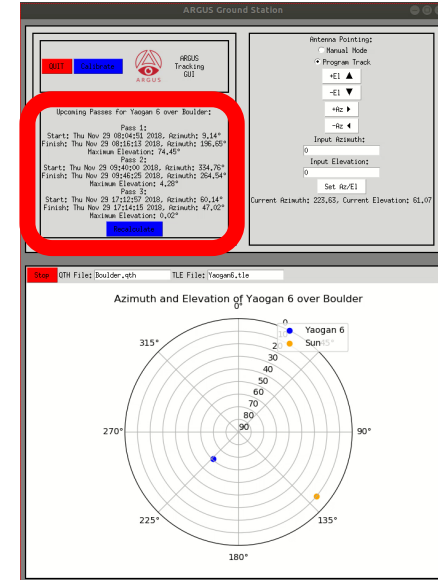 ARGUS Ground Station
QUIT
Calibrate
ARGUS
ARGUS
Tracking
GUI
Upcoming Passes for Yaogan 6 over Boulder:
Pass 1:
Start: Thu Nov 29 08:04:51 2018, Azimuth: 9.14°
Finish: Thu Nov 29 08:16:13 2018, Azimuth: 196.65°
Maximum Elevation: 74.45°
Pass 2:
Start: Thu Nov 29 09:40:00 2018, Azimuth: 334.76°
Finish: Thu Nov 29 09:46:25 2018, Azimuth: 264.54°
Maximum Elevation: 4.28°
Pass 3:
Start: Thu Nov 29 17:12:57 2018, Azimuth: 60.14°
Finish: Thu Nov 29 17:14:15 2018, Azimuth: 47.02°
Maximum Elevation: 0.02°
Recalculate
Antenna Pointing:
Manual Mode
Program Track
+El ▲
-El ▼
+Az ▶
-Az ◀
Input Azimuth:
0
Input Elevation:
0
Set Az/El
Current Azimuth: 223.63, Current Elevation: 61.07
Stop QTH File: Boulder.qth TLE File: Yaogan6.tle
Azimuth and Elevation of Yaogan 6 over Boulder
0°
45°
90°
135°
180°
225°
270°
315°
0
10
20
30
40
50
60
70
80
90
Yaogan 6
Sun